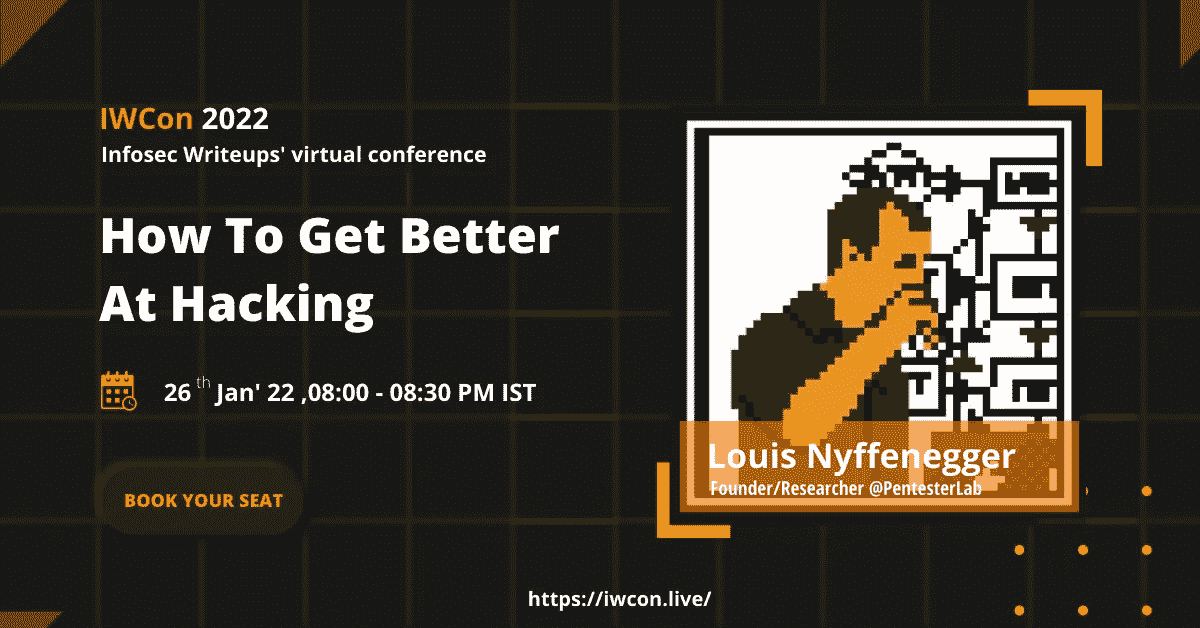 IWCon 2022
Infosec Writeups' virtual conference
How To Get Better
At Hacking
26 th Jan' 22 ,08:00 - 08:30 PM IST
BOOK YOUR SEAT
Louis Nyffenegger
Founder/Researcher @PentesterLab
https://iwcon.live/